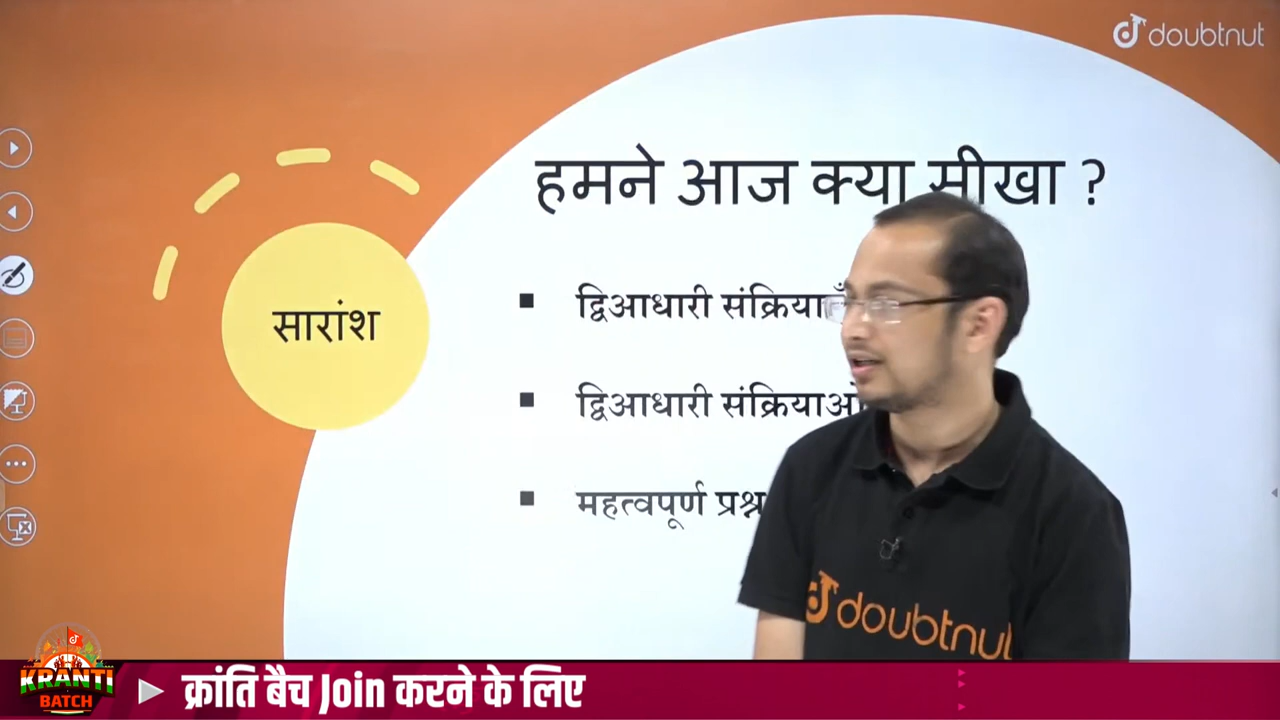 doubtnut
हमने आज क्या सीखा ?
सारांश
द्विआधारी संक्रियाएँ
द्विआधारी संक्रियाओं
महत्वपूर्ण प्रश्न
doubtnut
KRANTI
BATCH
क्रांति बैच Join करने के लिए